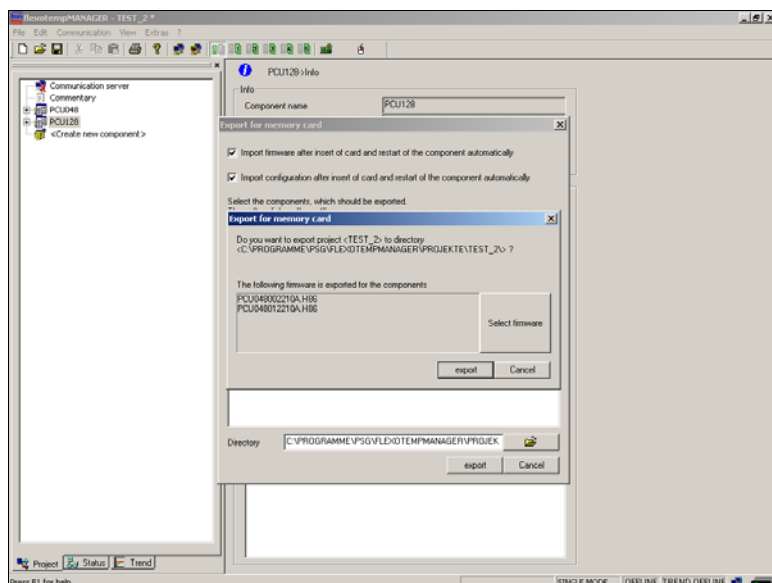 flexotempMANAGER - TEST_2 *
File Edit Communication View Extras ?
PCU128>Info
Info
Component name PCU128
Communication server
Commentary
PCU048
PCU128
<Create new component>
Export for memory card
Import firmware after insert of card and restart of the component automatically
Import configuration after insert of card and restart of the component automatically
Select the components, which should be exported.
Export for memory card
Do you want to export project <TEST_2> to directory
<C:\PROGRAMME\PSG\FLEXOTEMPMANAGER\PROJEKTE\TEST_2\> ?
The following firmware is exported for the components
PCU048002210A.H86
PCU048012210A.H86
Select firmware
export Cancel
Directory C:\PROGRAMME\PSG\FLEXOTEMPMANAGER\PROJEK
export Cancel
Project Status Trend
Press F1 for help
SINGLE MODE OFFLINE TREND OFFLINE